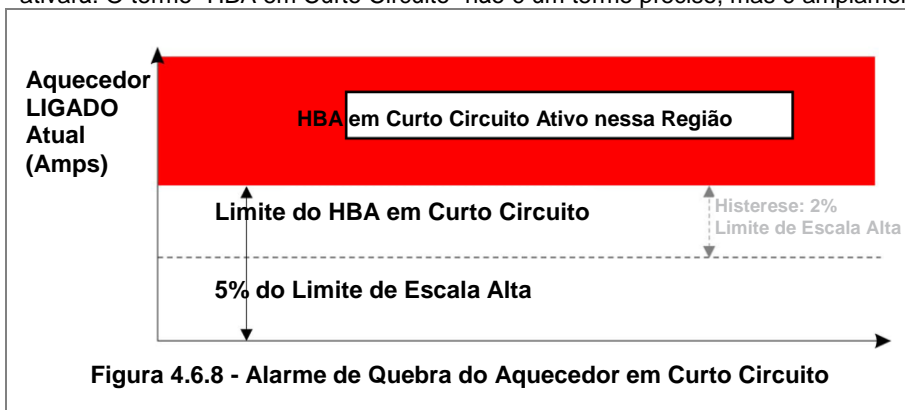 Aquecedor
LIGADO
Atual
(Amps)
HBA em Curto Circuito Ativo nessa Região
Limite do HBA em Curto Circuito
Histerese: 2%
Limite de Escala Alta
5% do Limite de Escala Alta
Figura 4.6.8 - Alarme de Quebra do Aquecedor em Curto Circuito